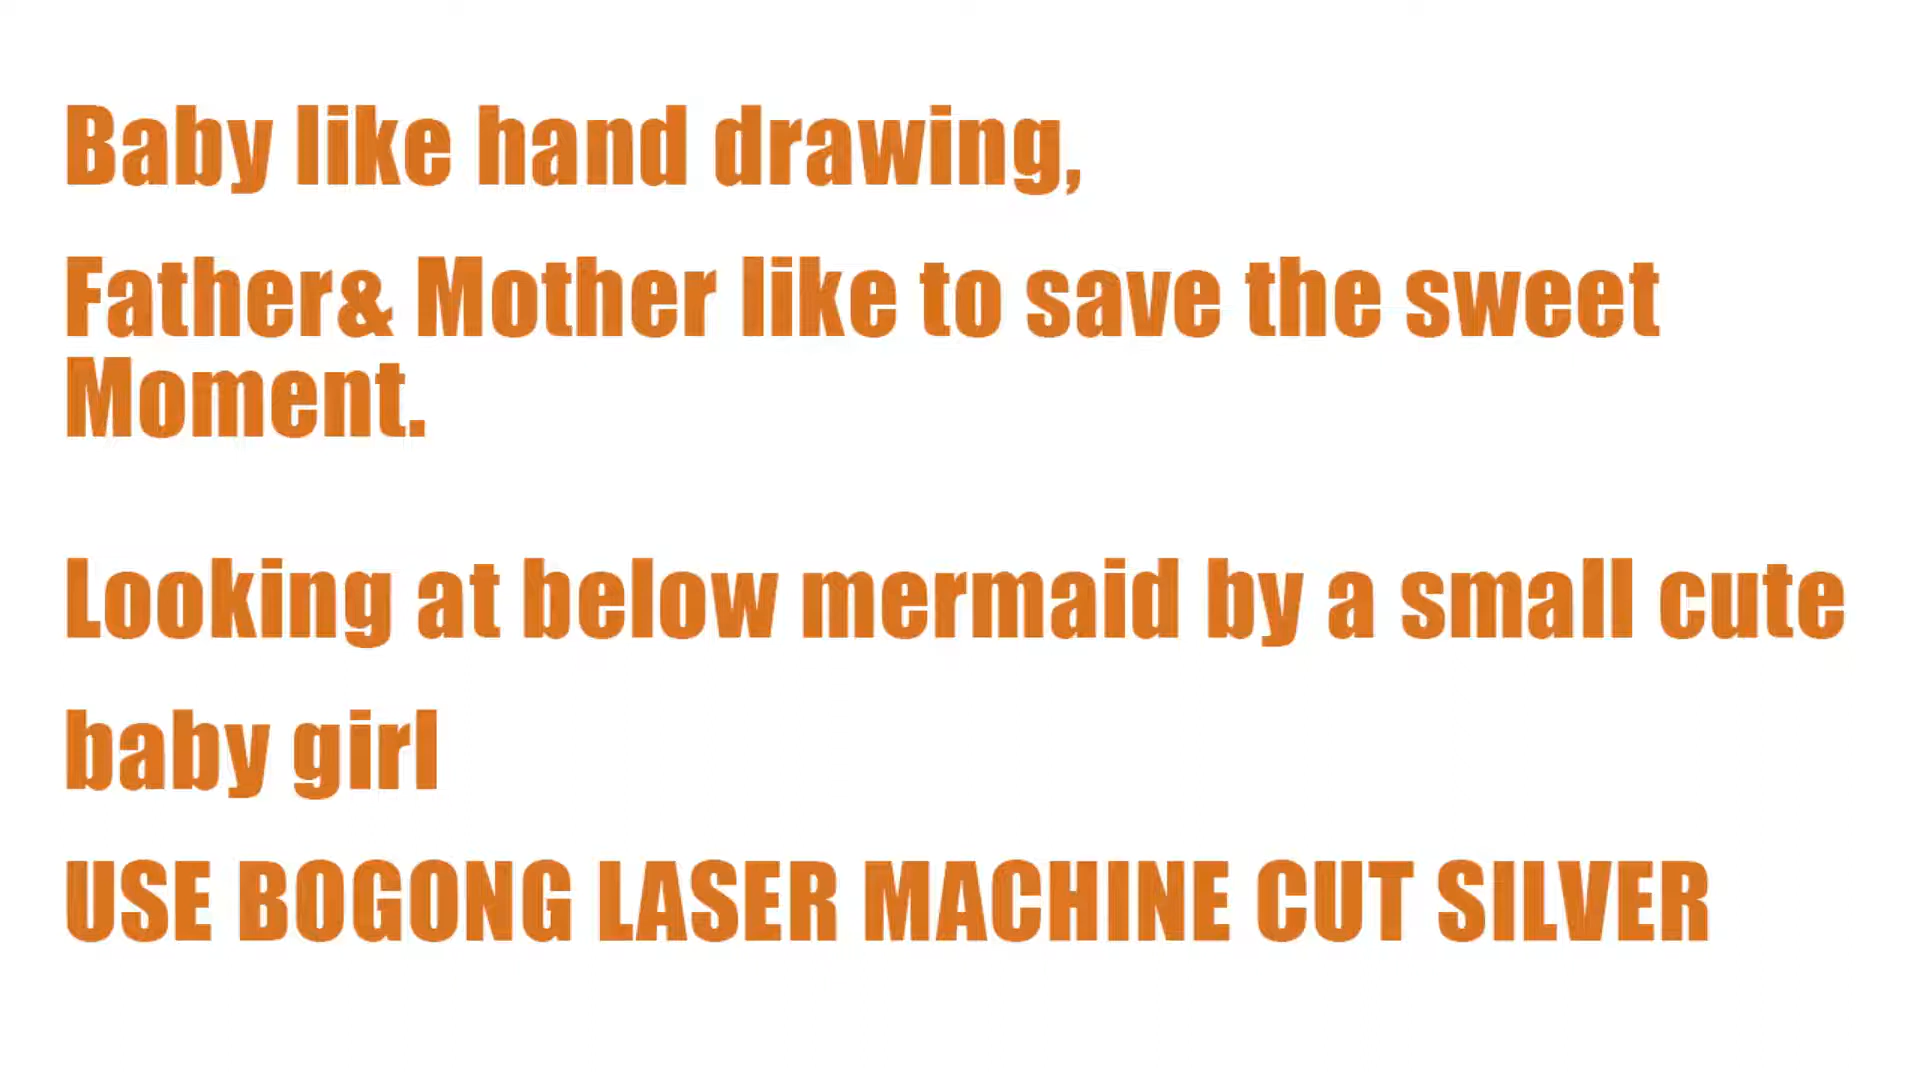 Baby like hand drawing,
Father& Mother like to save the sweet
Moment.
Looking at below mermaid by a small cute
baby girl
USE BOGONG LASER MACHINE CUT SILVER